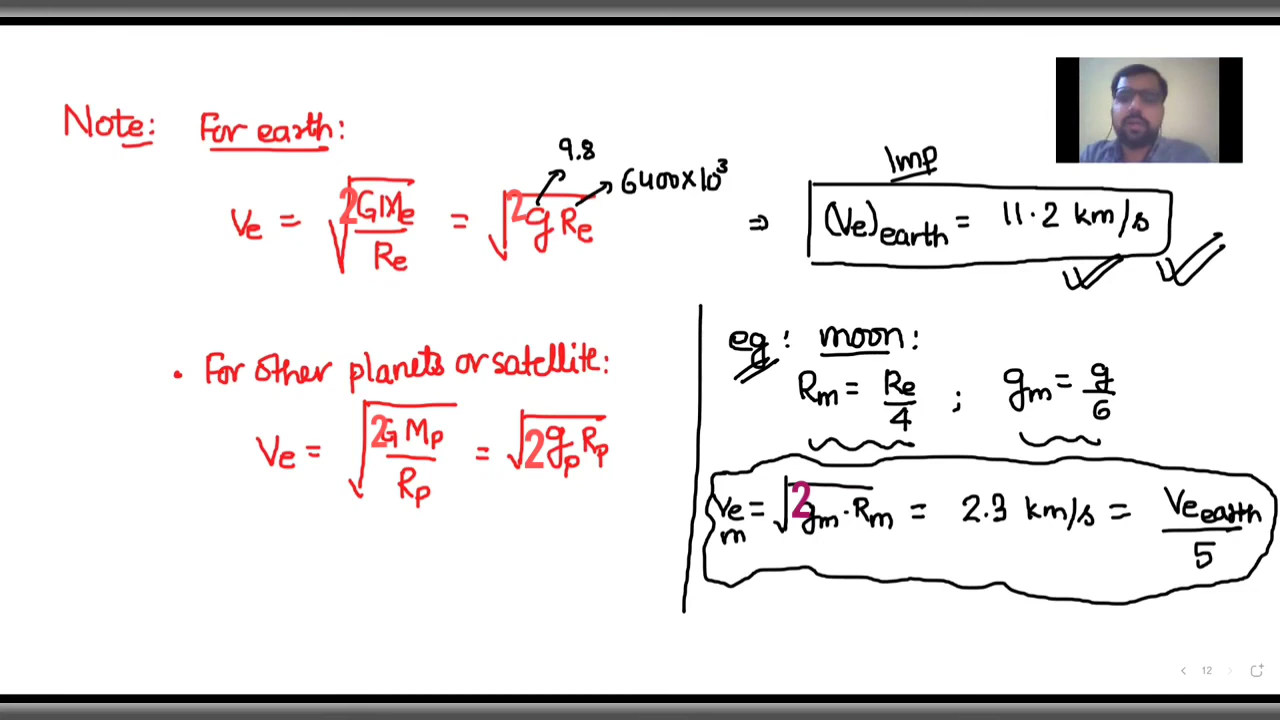 Note: For earth:
Ve = √(2GMe/Re) = √(2gRe)
9.8
6400×10³
⇒ (Ve)earth = 11.2 km/s
Imp
• For other planets or satellite:
Ve = √(2GMp/Rp) = √(2gpRp)
eg: moon:
Rm = Re/4 ; gm = g/6
Vem = √(2gm·Rm) = 2.3 km/s = Veearth/5
12